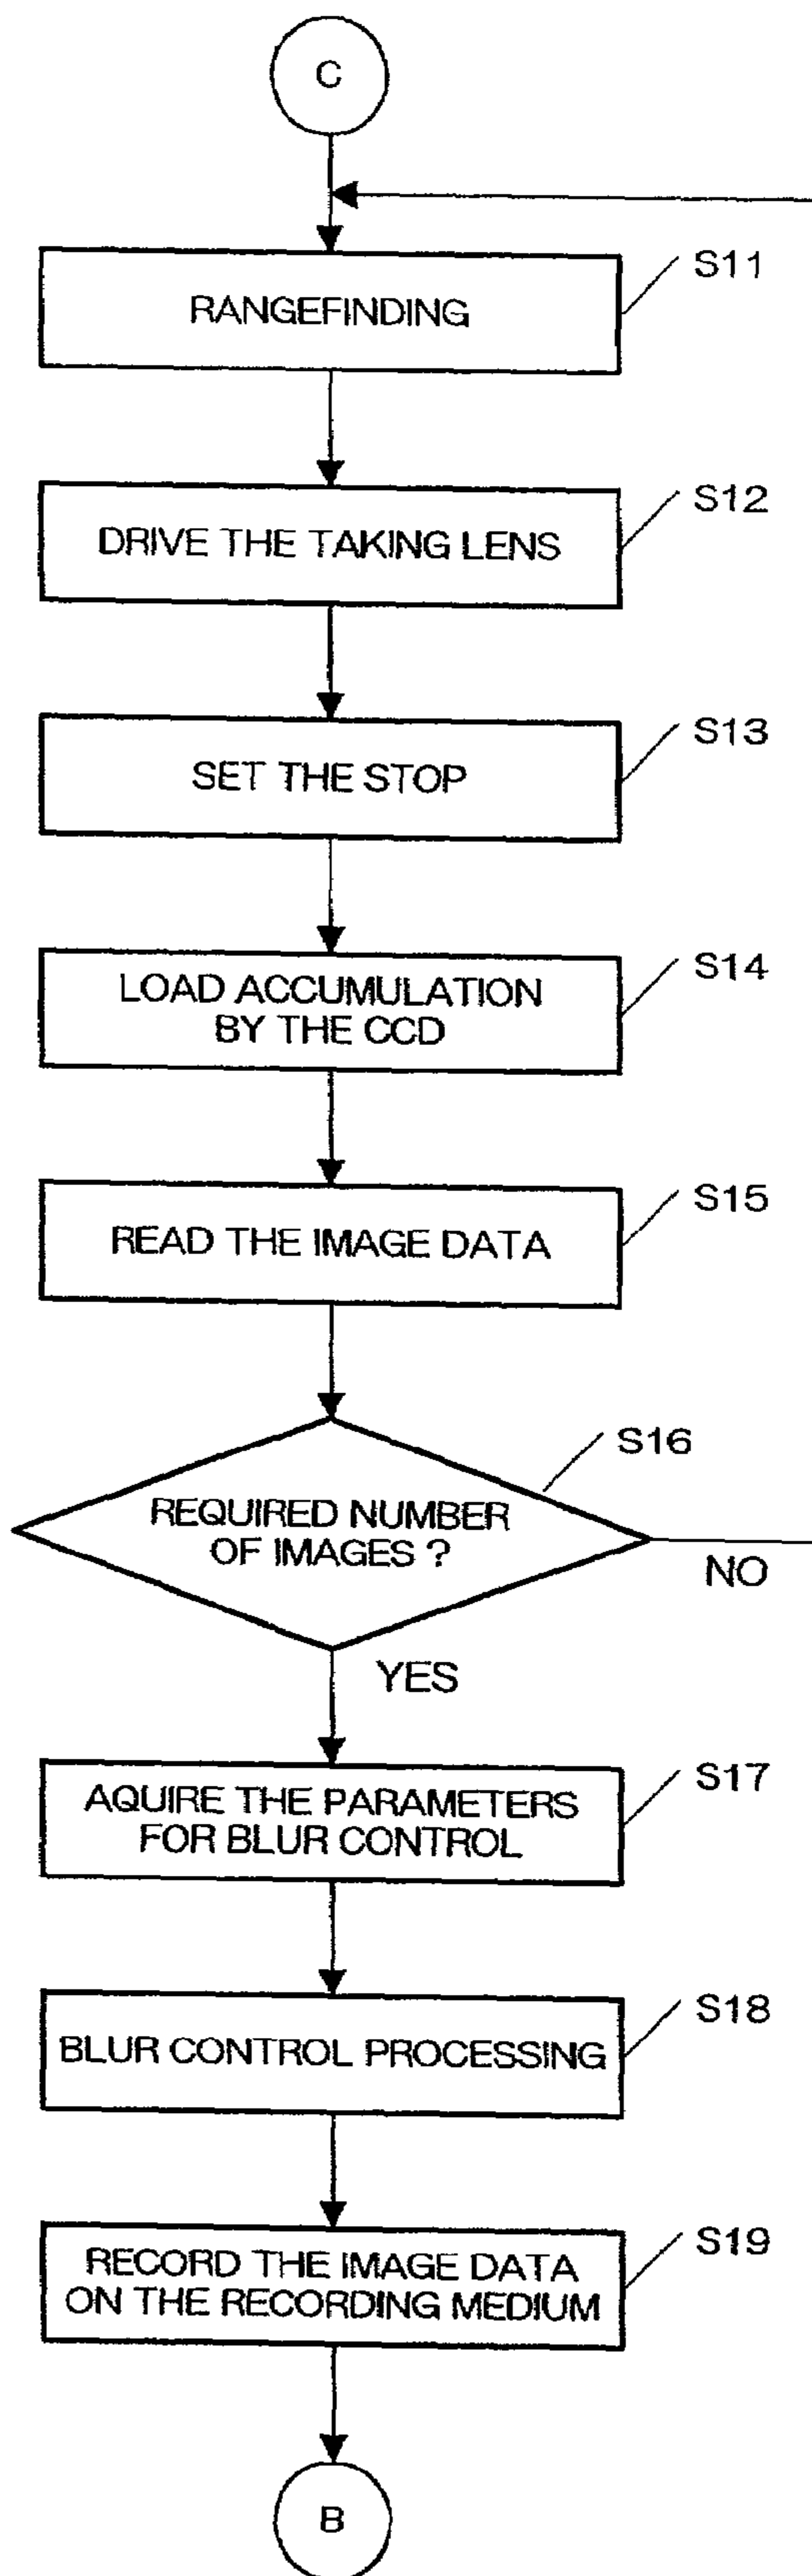 C
RANGEFINDING
S11
DRIVE THE TAKING LENS
S12
SET THE STOP
S13
LOAD ACCUMULATION
BY THE CCD
S14
READ THE IMAGE DATA
S15
REQUIRED NUMBER
OF IMAGES ?
S16
NO
YES
AQUIRE THE PARAMETERS
FOR BLUR CONTROL
S17
BLUR CONTROL PROCESSING
S18
RECORD THE IMAGE DATA
ON THE RECORDING MEDIUM
S19
B